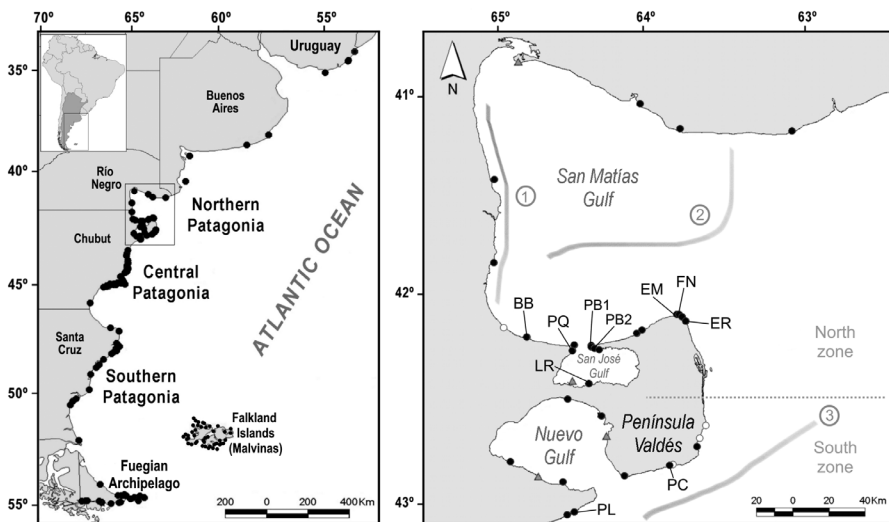 70°
65°
60°
55°
35°
40°
45°
50°
55°
Uruguay
Buenos
Aires
Río
Negro
Northern
Patagonia
Chubut
Central
Patagonia
ATLANTIC OCEAN
Santa
Cruz
Southern
Patagonia
Falkland
Islands
(Malvinas)
Fuegian
Archipelago
200 0 200 400Km
65°
64°
63°
41°
42°
43°
N
San Matías
Gulf
1
2
BB
PQ
PB1
PB2
EM
FN
ER
LR
San José
Gulf
North
zone
Nuevo
Gulf
Península
Valdés
3
South
zone
PC
PL
20 0 20 40 Km